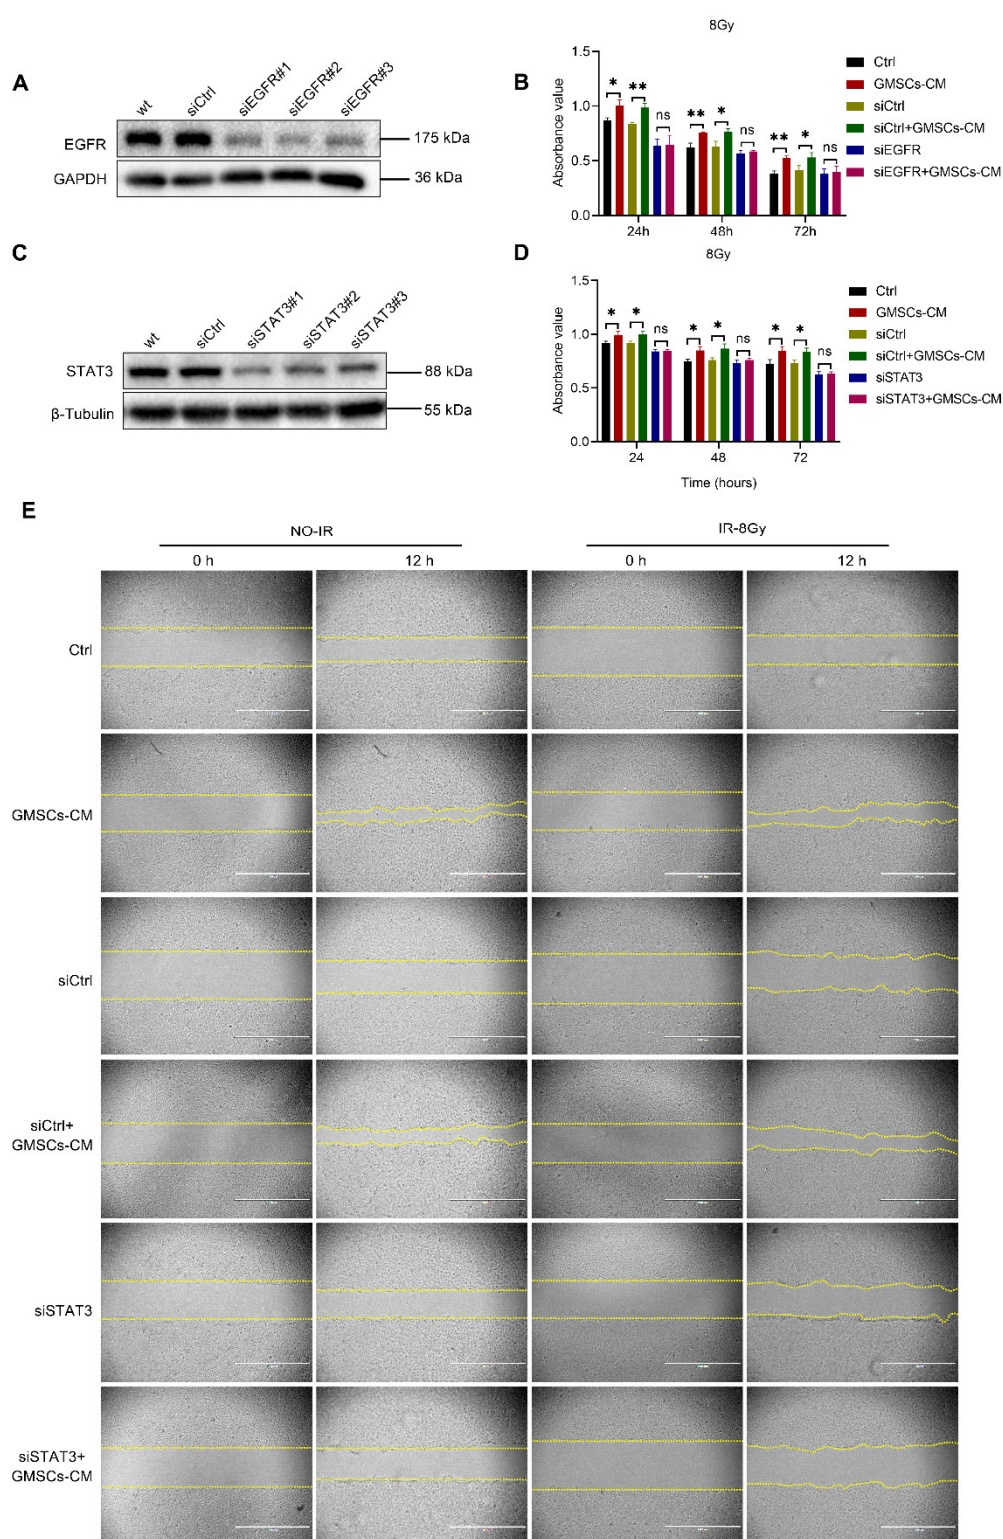 A
wt
siCtrl
siEGFR#1
siEGFR#2
siEGFR#3
EGFR
175 kDa
GAPDH
36 kDa
B
8Gy
Absorbance value
1.5
1.0
0.5
0.0
* ** ns
** * ns
** * ns
24h 48h 72h
Ctrl
GMSCs-CM
siCtrl
siCtrl+GMSCs-CM
siEGFR
siEGFR+GMSCs-CM
C
wt
siCtrl
siSTAT3#1
siSTAT3#2
siSTAT3#3
STAT3
88 kDa
β-Tubulin
55 kDa
D
8Gy
Absorbance value
1.5
1.0
0.5
0.0
* * ns
* * ns
* * ns
24 48 72
Time (hours)
Ctrl
GMSCs-CM
siCtrl
siCtrl+GMSCs-CM
siSTAT3
siSTAT3+GMSCs-CM
E
NO-IR IR-8Gy
0 h 12 h 0 h 12 h
Ctrl
GMSCs-CM
siCtrl
siCtrl+
GMSCs-CM
siSTAT3
siSTAT3+
GMSCs-CM